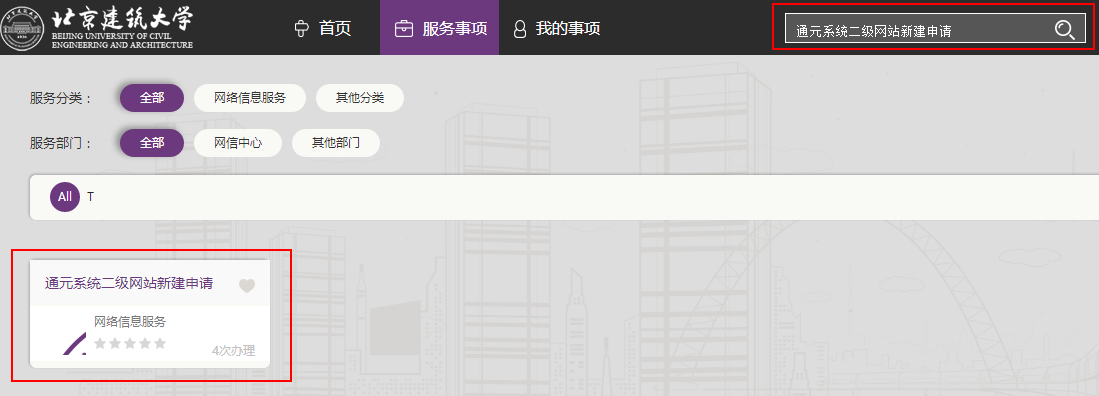 北京建筑大学
BEIJING UNIVERSITY OF CIVIL
ENGINEERING AND ARCHITECTURE
首页 服务事项 我的事项 通元系统二级网站新建申请
服务分类： 全部 网络信息服务 其他分类
服务部门： 全部 网信中心 其他部门
All T
通元系统二级网站新建申请
网络信息服务
4次办理